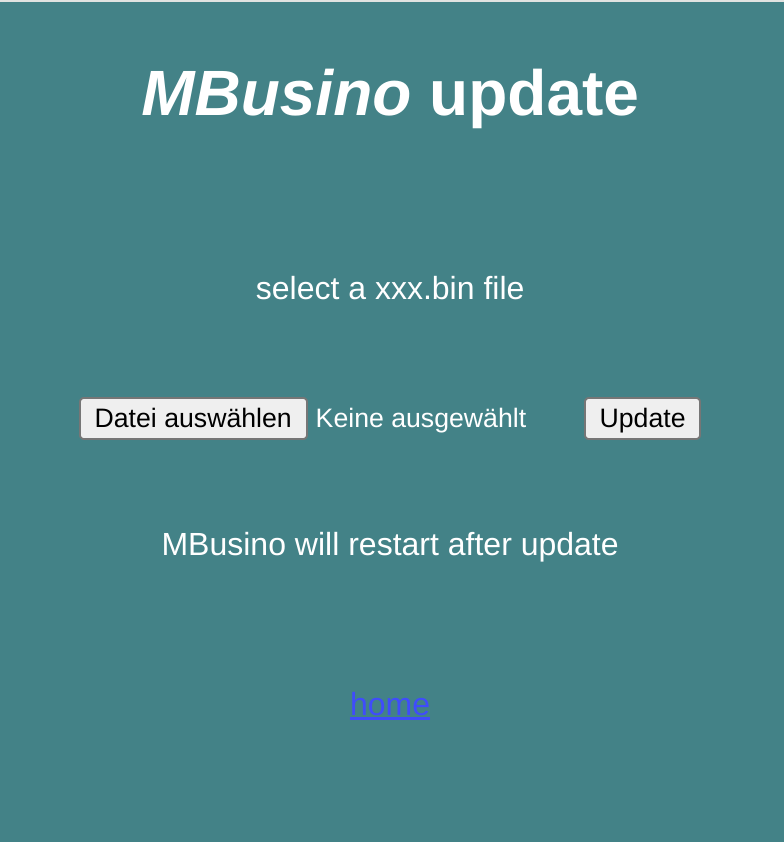 MBusino update
select a xxx.bin file
Datei auswählen Keine ausgewählt Update
MBusino will restart after update
home